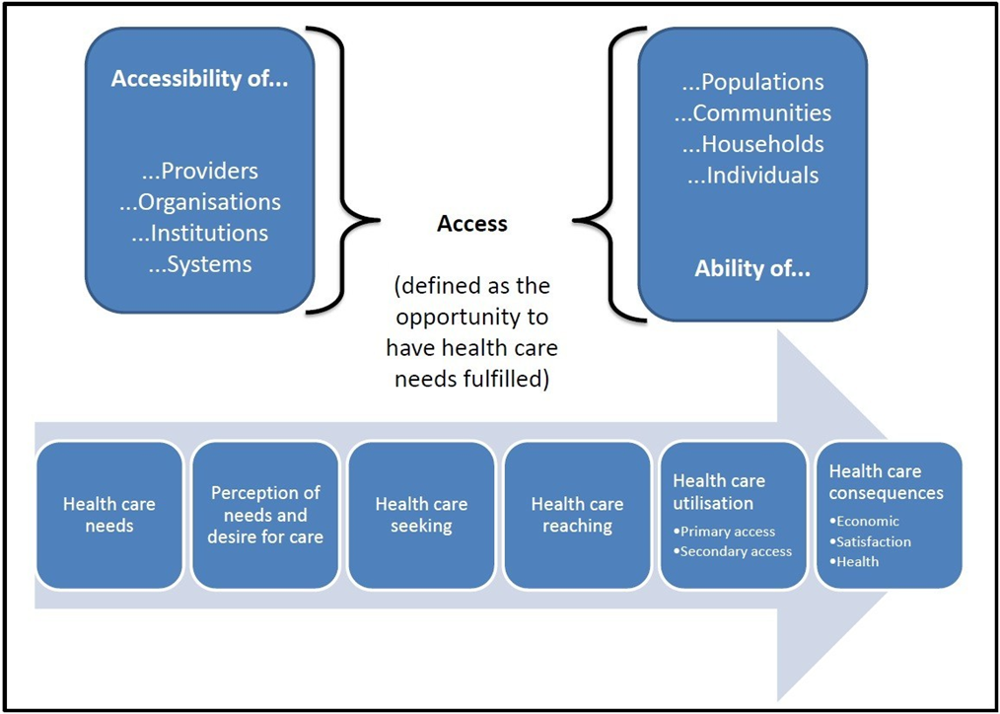 Accessibility of...
...Providers
...Organisations
...Institutions
...Systems
Access
(defined as the
opportunity to
have health care
needs fulfilled)
...Populations
...Communities
...Households
...Individuals
Ability of...
Health care
needs
Perception of
needs and
desire for care
Health care
seeking
Health care
reaching
Health care
utilisation
•Primary access
•Secondary access
Health care
consequences
•Economic
•Satisfaction
•Health